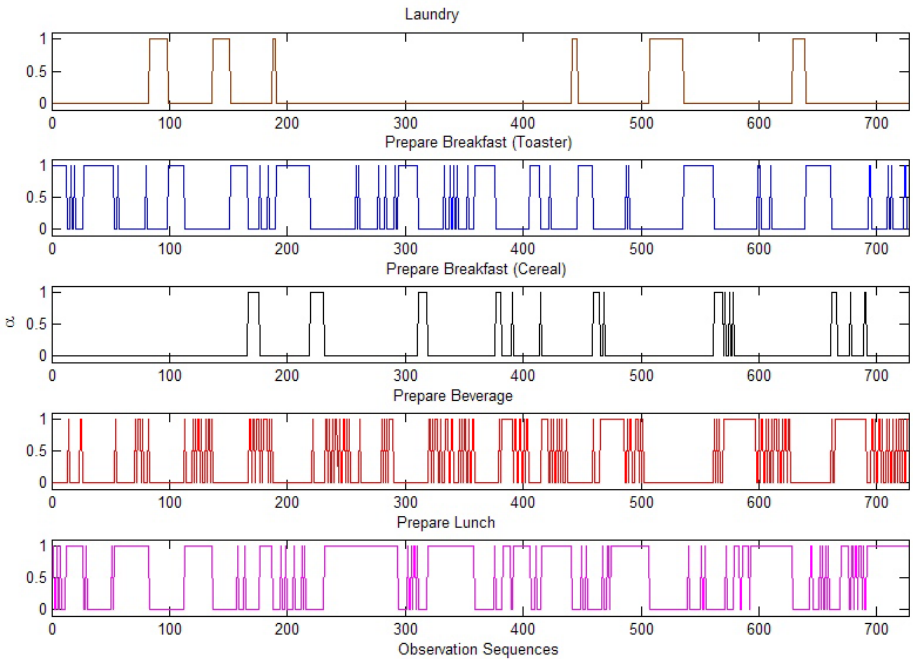 Laundry
1
0.5
0
0 100 200 300 400 500 600 700
Prepare Breakfast (Toaster)
1
0.5
0
0 100 200 300 400 500 600 700
Prepare Breakfast (Cereal)
1
0.5
0
α
0 100 200 300 400 500 600 700
Prepare Beverage
1
0.5
0
0 100 200 300 400 500 600 700
Prepare Lunch
1
0.5
0
0 100 200 300 400 500 600 700
Observation Sequences